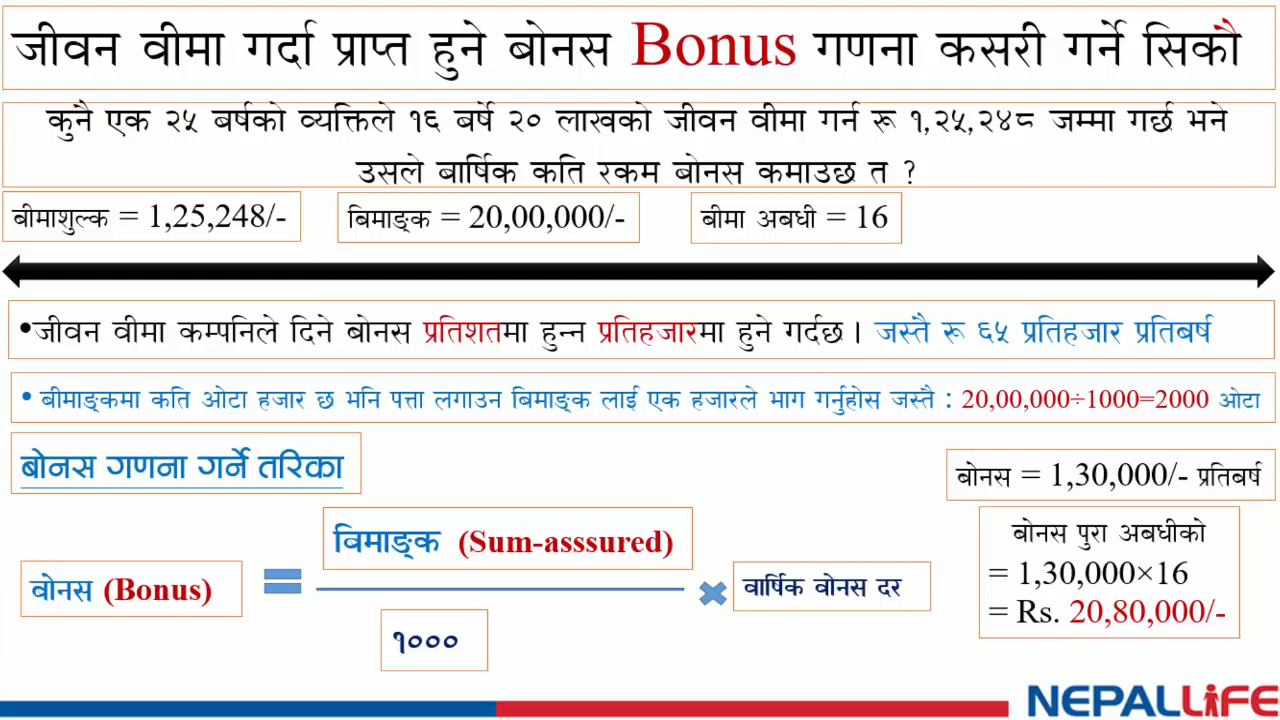 जीवन वीमा गर्दा प्राप्त हुने बोनस Bonus गणना कसरी गर्ने सिकौ
कुनै एक २५ बर्षको व्यक्तिले १६ बर्षे २० लाखको जीवन वीमा गर्न रू १,२५,२४८ जम्मा गर्छ भने
उसले बार्षिक कति रकम बोनस कमाउछ त ?
बीमाशुल्क = 1,25,248/-
बिमाङ्क = 20,00,000/-
बीमा अबधी = 16
•जीवन वीमा कम्पनिले दिने बोनस प्रतिशतमा हुन्न प्रतिहजारमा हुने गर्दछ । जस्तै रू ६५ प्रतिहजार प्रतिबर्ष
• बीमाङ्कमा कति ओटा हजार छ भनि पत्ता लगाउन बिमाङ्क लाई एक हजारले भाग गर्नुहोस जस्तै : 20,00,000÷1000=2000 ओटा
बोनस गणना गर्ने तरिका
बोनस = 1,30,000/- प्रतिबर्ष
बोनस पुरा अबधीको
= 1,30,000×16
= Rs. 20,80,000/-
बिमाङ्क (Sum-asssured)
वोनस (Bonus) = × वार्षिक वोनस दर
१०००
NEPALLIFE